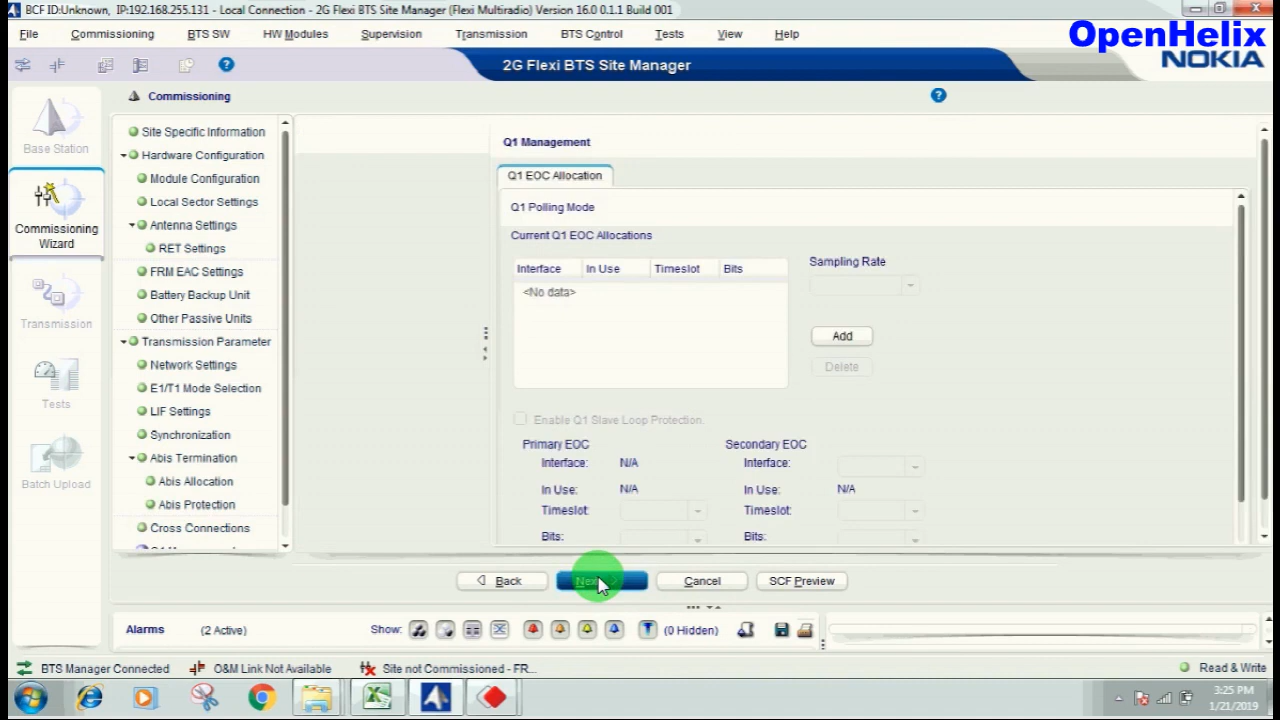 BCF ID:Unknown, IP:192.168.255.131 - Local Connection - 2G Flexi BTS Site Manager (Flexi Multiradio) Version 16.0 0.1.1 Build 001
File Commissioning BTS SW HW Modules Supervision Transmission BTS Control Tests View Help
OpenHelix
NOKIA
2G Flexi BTS Site Manager
Commissioning
Base Station
Commissioning
Wizard
Transmission
Tests
Batch Upload
Site Specific Information
Hardware Configuration
Module Configuration
Local Sector Settings
Antenna Settings
RET Settings
FRM EAC Settings
Battery Backup Unit
Other Passive Units
Transmission Parameter
Network Settings
E1/T1 Mode Selection
LIF Settings
Synchronization
Abis Termination
Abis Allocation
Abis Protection
Cross Connections
Q1 Management
Q1 EOC Allocation
Q1 Polling Mode
Current Q1 EOC Allocations
Interface In Use Timeslot Bits
<No data>
Sampling Rate
Add
Delete
Enable Q1 Slave Loop Protection
Primary EOC Secondary EOC
Interface: N/A Interface:
In Use: N/A In Use: N/A
Timeslot Timeslot
Bits: Bits:
Back Next Cancel SCF Preview
Alarms (2 Active) Show: (0 Hidden)
BTS Manager Connected O&M Link Not Available Site not Commissioned - FR... Read & Write
3:25 PM
1/21/2019